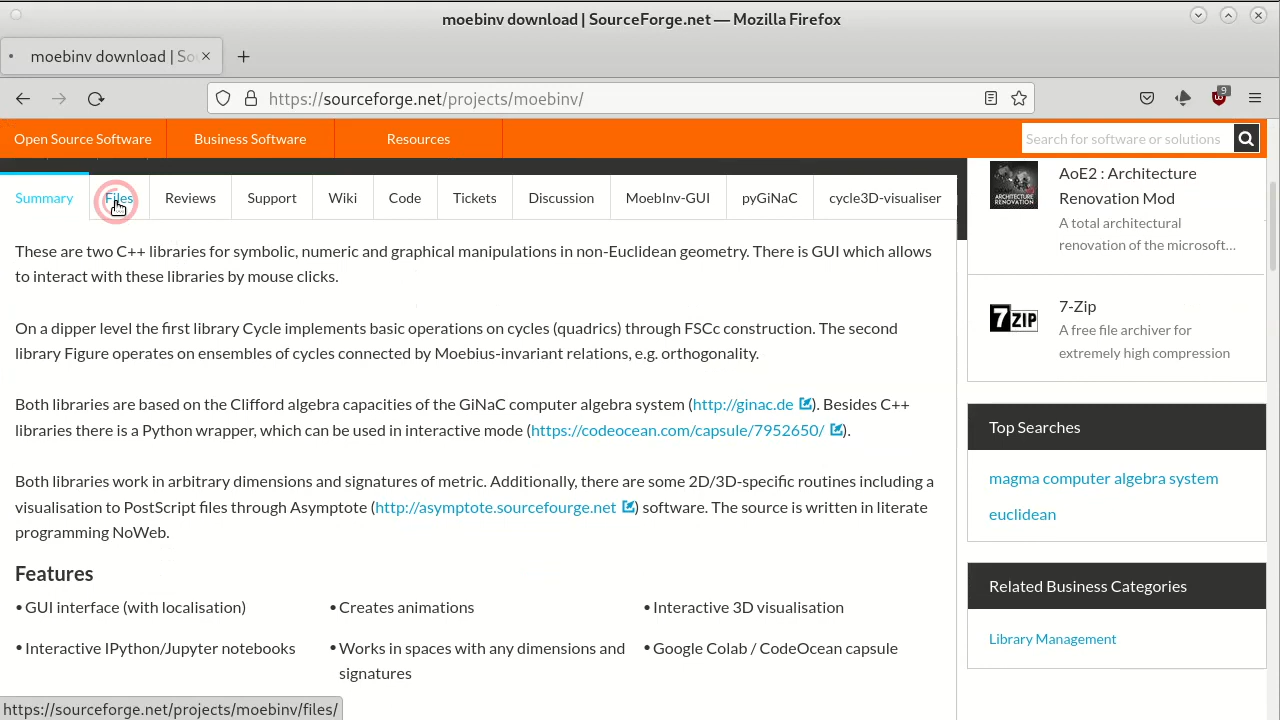 moebinv download | SourceForge.net — Mozilla Firefox
moebinv download | So
https://sourceforge.net/projects/moebinv/
9
Open Source Software
Business Software
Resources
Search for software or solutions
Summary
Files
Reviews
Support
Wiki
Code
Tickets
Discussion
MoebInv-GUI
pyGiNaC
cycle3D-visualiser
These are two C++ libraries for symbolic, numeric and graphical manipulations in non-Euclidean geometry. There is GUI which allows
to interact with these libraries by mouse clicks.
On a dipper level the first library Cycle implements basic operations on cycles (quadrics) through FSCc construction. The second
library Figure operates on ensembles of cycles connected by Moebius-invariant relations, e.g. orthogonality.
Both libraries are based on the Clifford algebra capacities of the GiNaC computer algebra system (http://ginac.de). Besides C++
libraries there is a Python wrapper, which can be used in interactive mode (https://codeocean.com/capsule/7952650/).
Both libraries work in arbitrary dimensions and signatures of metric. Additionally, there are some 2D/3D-specific routines including a
visualisation to PostScript files through Asymptote (http://asymptote.sourcefourge.net) software. The source is written in literate
programming NoWeb.
Features
• GUI interface (with localisation)
• Creates animations
• Interactive 3D visualisation
• Interactive IPython/Jupyter notebooks
• Works in spaces with any dimensions and
signatures
• Google Colab / CodeOcean capsule
ARCHITECTURE
RENOVATION
AoE2 : Architecture
Renovation Mod
A total architectural
renovation of the microsoft...
7ZIP
7-Zip
A free file archiver for
extremely high compression
Top Searches
magma computer algebra system
euclidean
Related Business Categories
Library Management
https://sourceforge.net/projects/moebinv/files/